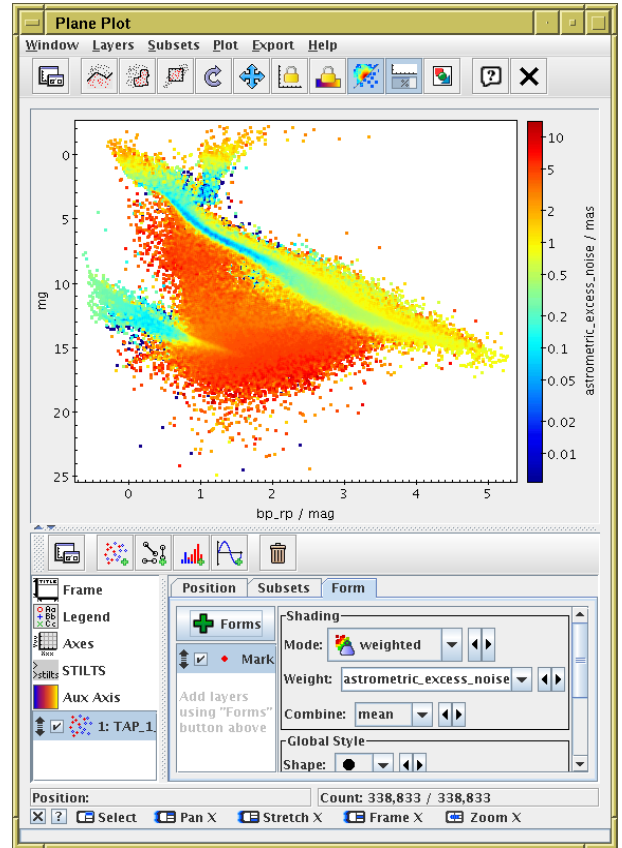 Plane Plot
Window Layers Subsets Plot Export Help
0
5
10
15
20
25
mg
0 1 2 3 4 5
bp_rp / mag
10
5
2
1
0.5
0.2
0.1
0.05
0.02
0.01
astrometric_excess_noise / mas
Frame
Legend
Axes
STILTS
Aux Axis
1: TAP_1_
Position Subsets Form
Forms
Mark
Add layers
using "Forms"
button above
Shading
Mode: weighted
Weight: astrometric_excess_noise
Combine: mean
Global Style
Shape:
Position: Count: 338,833 / 338,833
Select Pan X Stretch X Frame X Zoom X